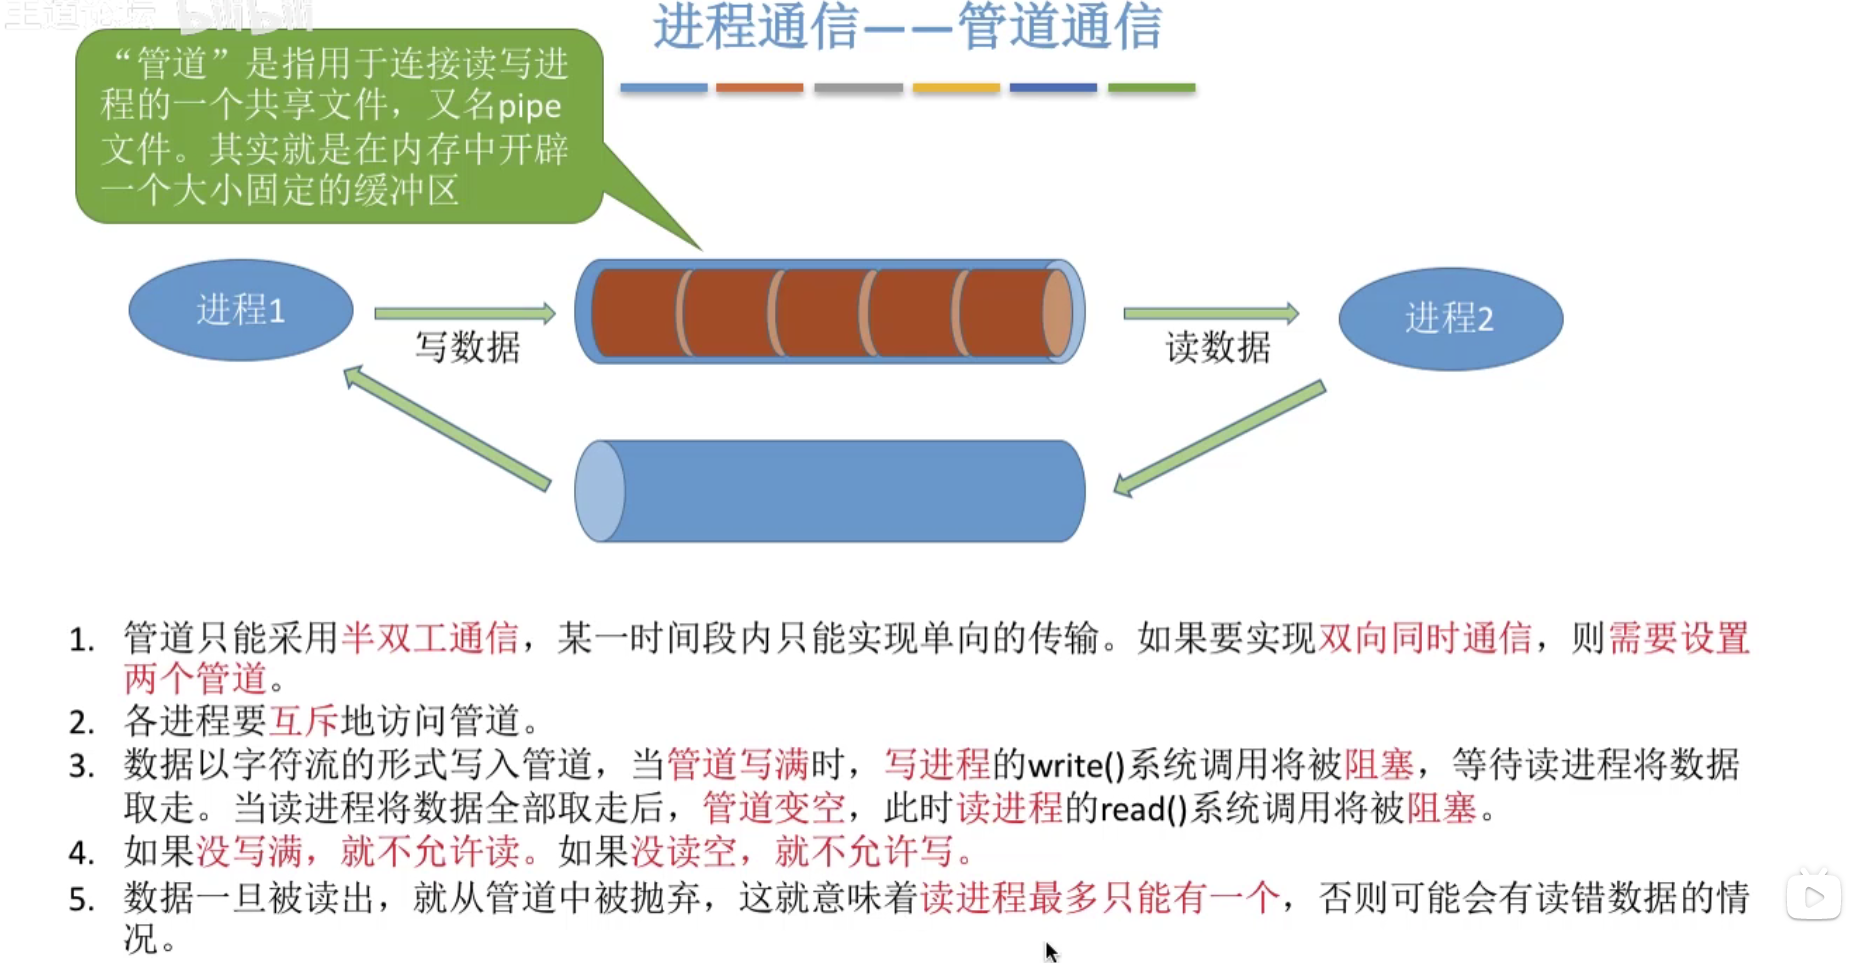 王道论坛 bilibili
进程通信——管道通信
“管道”是指用于连接读写进
程的一个共享文件，又名pipe
文件。其实就是在内存中开辟
一个大小固定的缓冲区
进程1
写数据
读数据
进程2
1. 管道只能采用半双工通信，某一时间段内只能实现单向的传输。如果要实现双向同时通信，则需要设置
两个管道。
2. 各进程要互斥地访问管道。
3. 数据以字符流的形式写入管道，当管道写满时，写进程的write()系统调用将被阻塞，等待读进程将数据
取走。当读进程将数据全部取走后，管道变空，此时读进程的read()系统调用将被阻塞。
4. 如果没写满，就不允许读。如果没读空，就不允许写。
5. 数据一旦被读出，就从管道中被抛弃，这就意味着读进程最多只能有一个，否则可能会有读错数据的情
况。